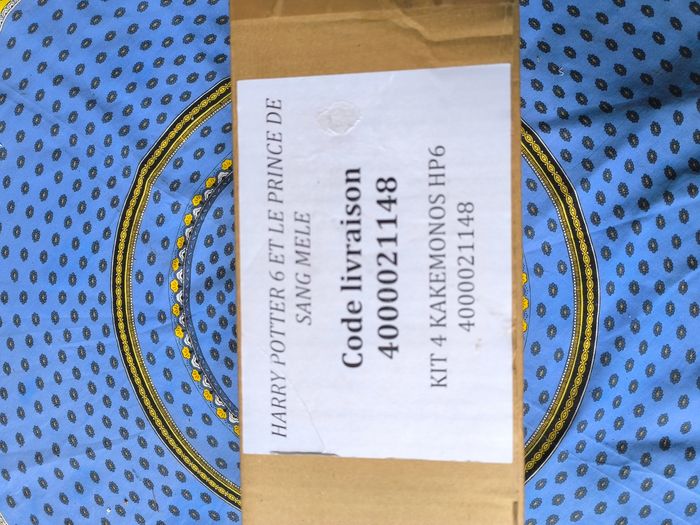 HARRY POTTER 6 ET LE PRINCE DE
SANG MELE
Code livraison
4000021148
KIT 4 KAKEMONOS HP6
4000021148